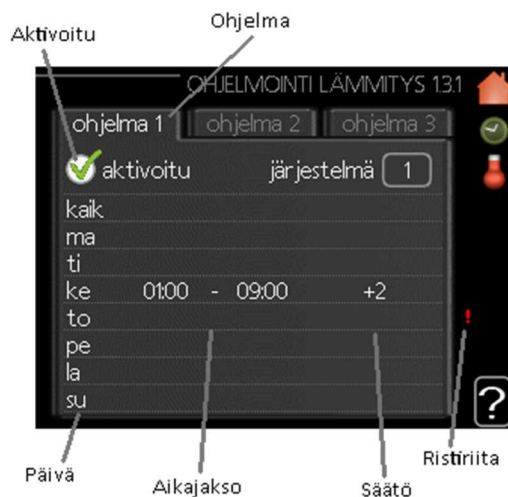 Ohjelma
Aktivoitu
OHJELMOINTI LÄMMITYS 1.3.1
ohjelma 1 ohjelma 2 ohjelma 3
aktivoitu järjestelmä 1
kaik
ma
ti
ke 01:00 - 09:00 +2
to
!
pe
la
su
?
Ristiriita
Päivä Aikajakso Säätö